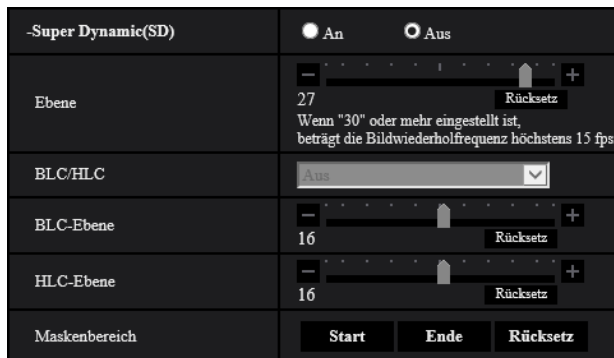 -Super Dynamic(SD) An Aus
Ebene
27 Rücksetz
Wenn "30" oder mehr eingestellt ist,
beträgt die Bildwiederholfrequenz höchstens 15 fps
BLC/HLC Aus
BLC-Ebene
16 Rücksetz
HLC-Ebene
16 Rücksetz
Maskenbereich Start Ende Rücksetz